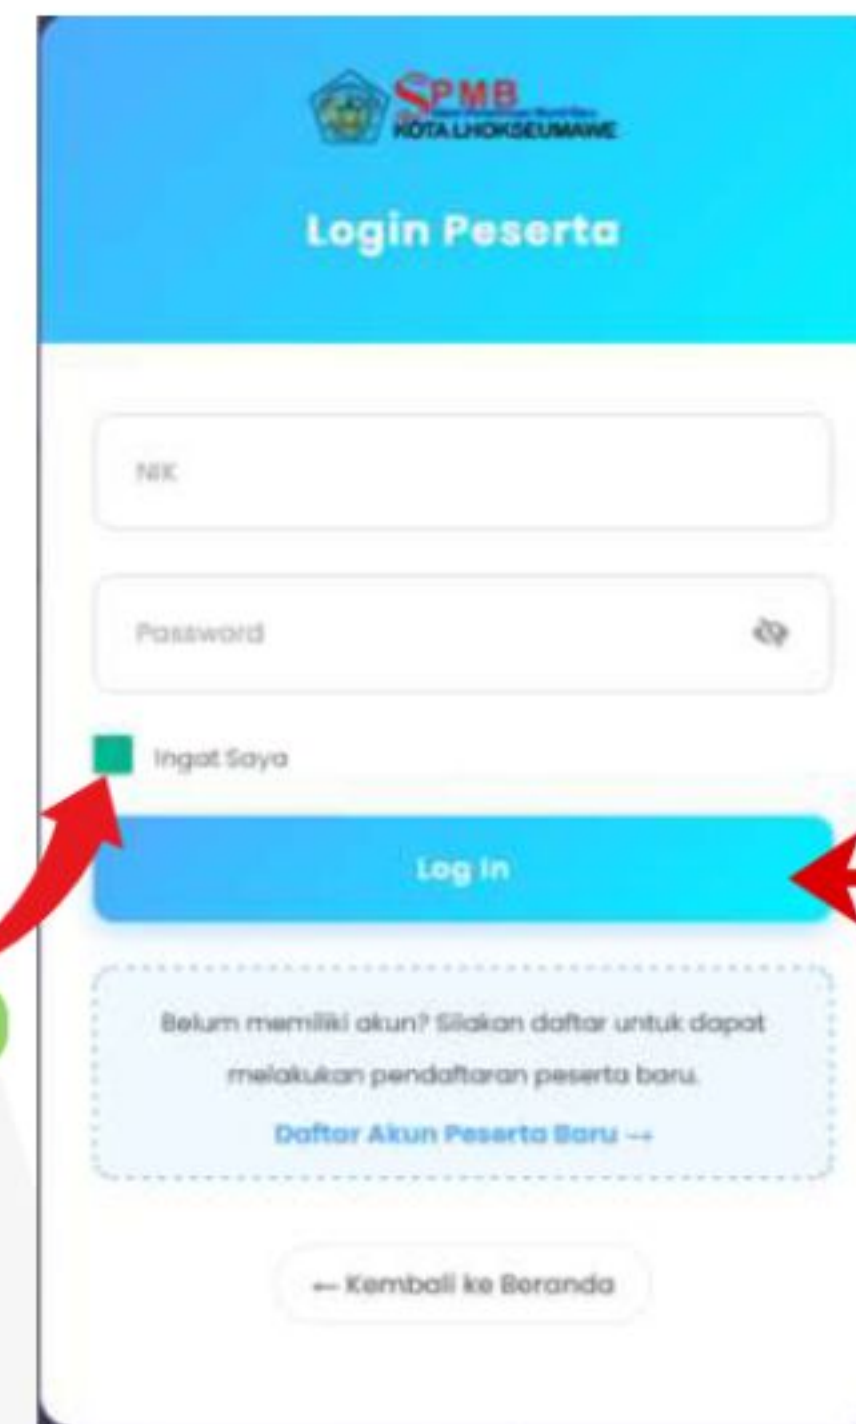 SPMB
KOTA LHOKSEUMAWE
Login Peserta
NIK
Password
Ingat Saya
Log In
Belum memiliki akun? Silakan daftar untuk dapat
melakukan pendaftaran peserta baru.
Daftar Akun Peserta Baru →
← Kembali ke Beranda